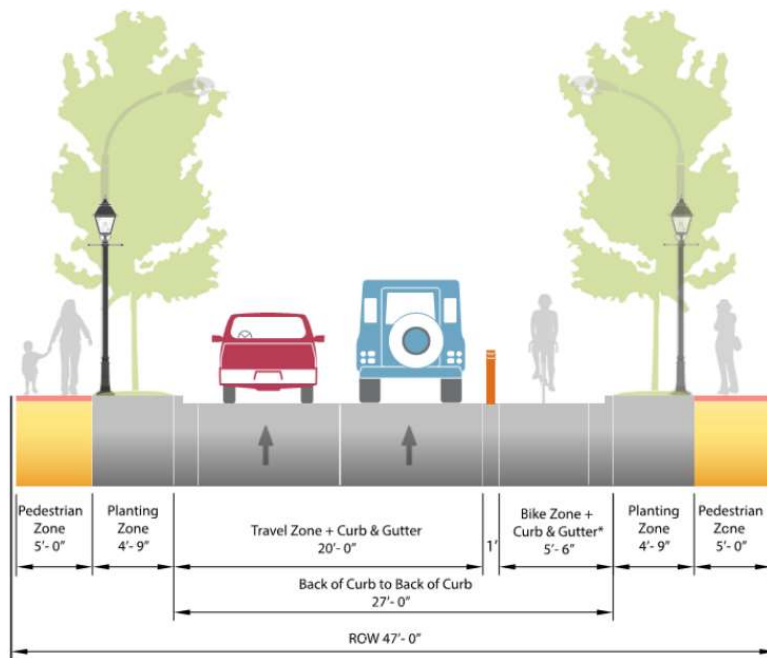 Pedestrian
Zone
5'- 0"
Planting
Zone
4'- 9"
Travel Zone + Curb & Gutter
20'- 0"
1'
Bike Zone +
Curb & Gutter*
5'- 6"
Planting
Zone
4'- 9"
Pedestrian
Zone
5'- 0"
Back of Curb to Back of Curb
27'- 0"
ROW 47'- 0"